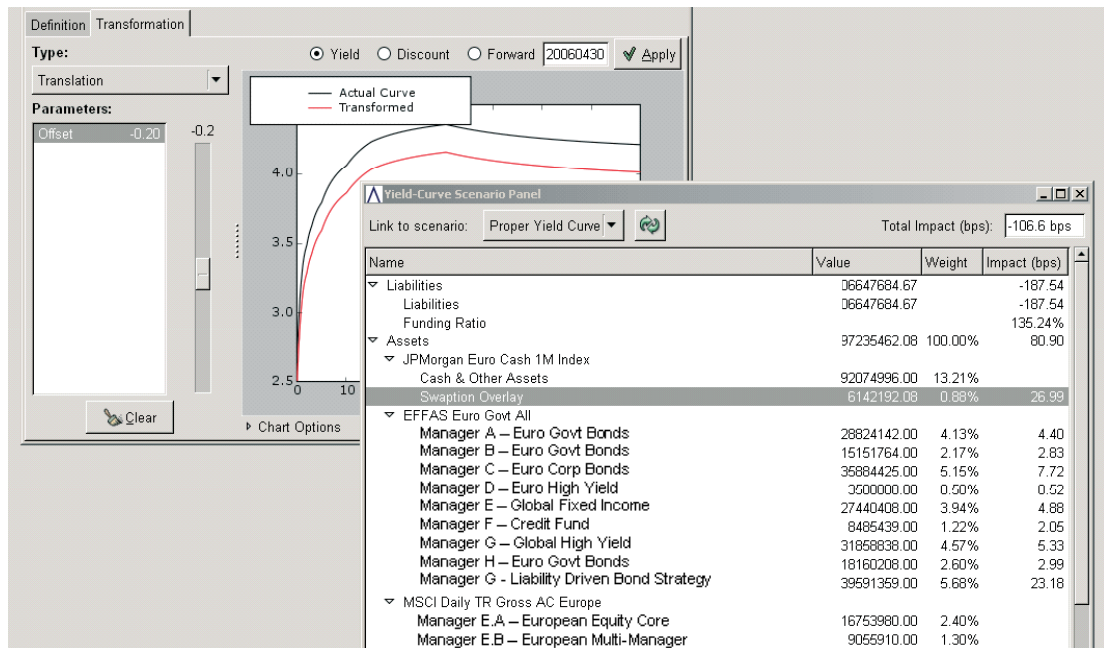 Definition Transformation
Type:
Yield Discount Forward 20060430 Apply
Translation
Actual Curve
Transformed
Parameters:
Offset -0.20 -0.2
4.0
3.5
3.0
2.5
0 10
Clear
Chart Options
Yield-Curve Scenario Panel
Link to scenario: Proper Yield Curve Total Impact (bps): -106.6 bps
Name Value Weight Impact (bps)
Liabilities 06647684.67 -187.54
Liabilities 06647684.67 -187.54
Funding Ratio 135.24%
Assets 97235462.08 100.00% 80.90
JPMorgan Euro Cash 1M Index
Cash & Other Assets 92074996.00 13.21%
Swaption Overlay 6142192.08 0.88% 26.99
EFFAS Euro Govt All
Manager A – Euro Govt Bonds 28824142.00 4.13% 4.40
Manager B – Euro Govt Bonds 15151764.00 2.17% 2.83
Manager C – Euro Corp Bonds 35884425.00 5.15% 7.72
Manager D – Euro High Yield 3500000.00 0.50% 0.52
Manager E – Global Fixed Income 27440408.00 3.94% 4.88
Manager F – Credit Fund 8485439.00 1.22% 2.05
Manager G – Global High Yield 31858838.00 4.57% 5.33
Manager H – Euro Govt Bonds 18160208.00 2.60% 2.99
Manager G - Liability Driven Bond Strategy 39591359.00 5.68% 23.18
MSCI Daily TR Gross AC Europe
Manager E.A – European Equity Core 16753980.00 2.40%
Manager E.B – European Multi-Manager 9055910.00 1.30%